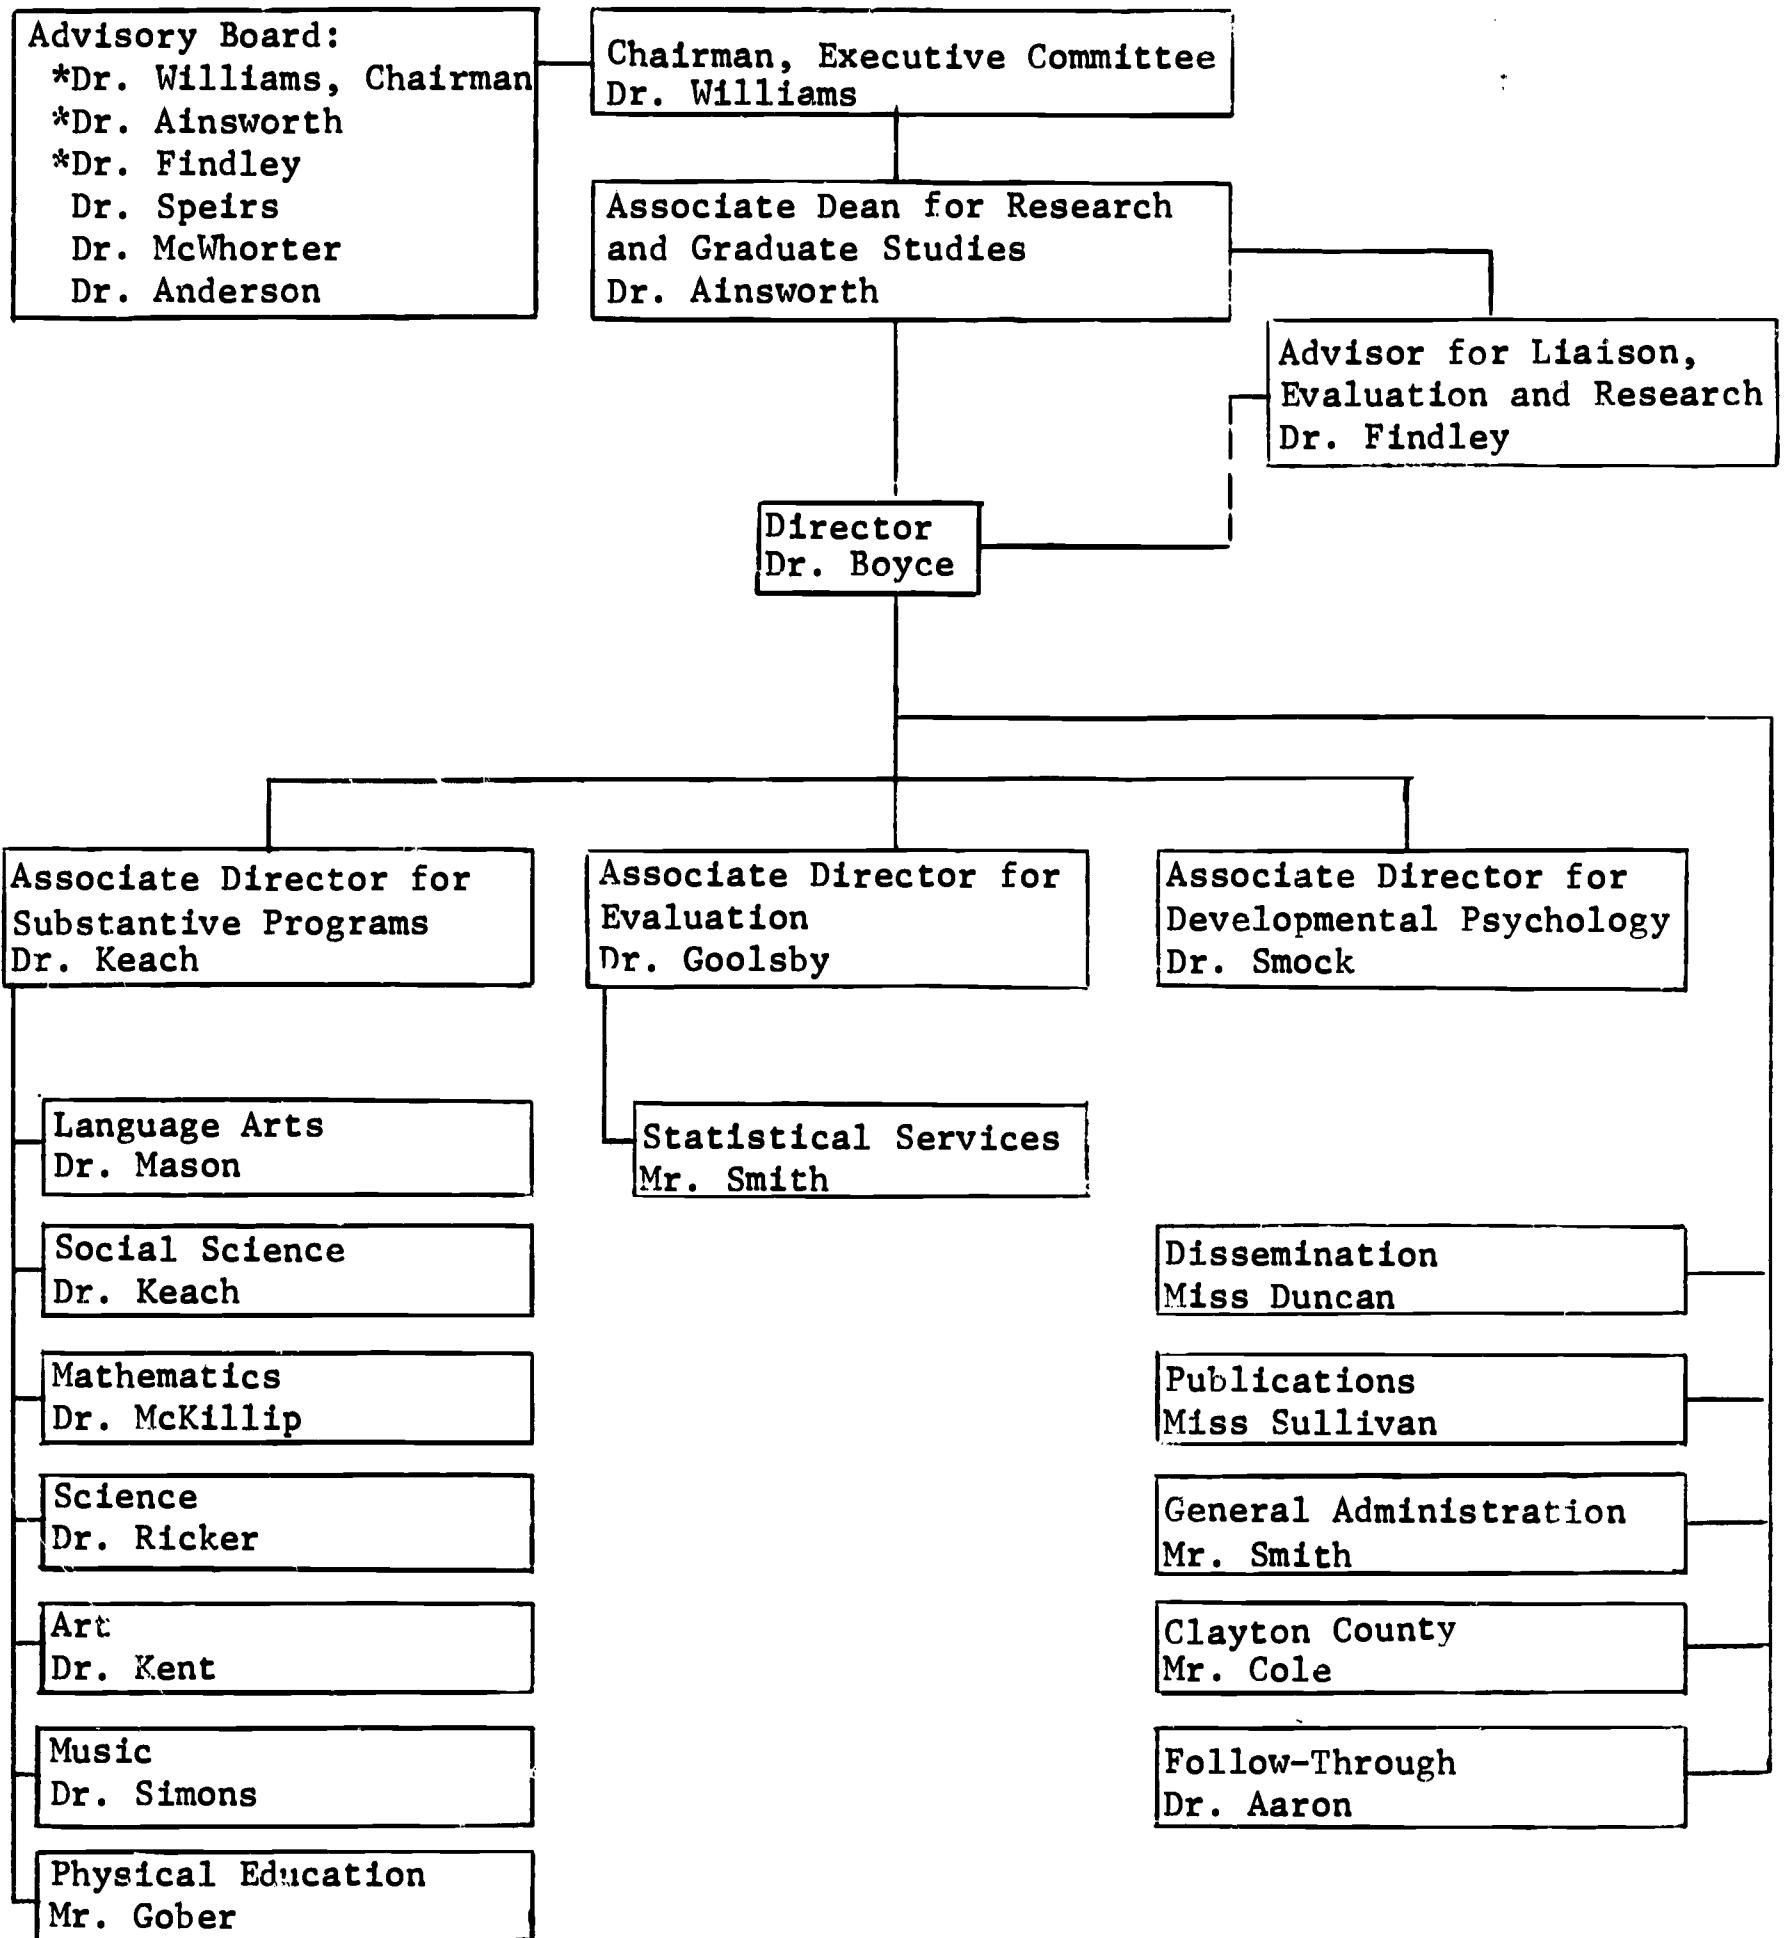 Advisory Board:
*Dr. Williams, Chairman
*Dr. Ainsworth
*Dr. Findley
Dr. Speirs
Dr. McWhorter
Dr. Anderson
Chairman, Executive Committee
Dr. Williams
Associate Dean for Research
and Graduate Studies
Dr. Ainsworth
Advisor for Liaison,
Evaluation and Research
Dr. Findley
Director
Dr. Boyce
Associate Director for
Substantive Programs
Dr. Keach
Associate Director for
Evaluation
Dr. Goolsby
Associate Director for
Developmental Psychology
Dr. Smock
Language Arts
Dr. Mason
Social Science
Dr. Keach
Mathematics
Dr. McKillip
Science
Dr. Ricker
Art
Dr. Kent
Music
Dr. Simons
Physical Education
Mr. Gober
Statistical Services
Mr. Smith
Dissemination
Miss Duncan
Publications
Miss Sullivan
General Administration
Mr. Smith
Clayton County
Mr. Cole
Follow-Through
Dr. Aaron